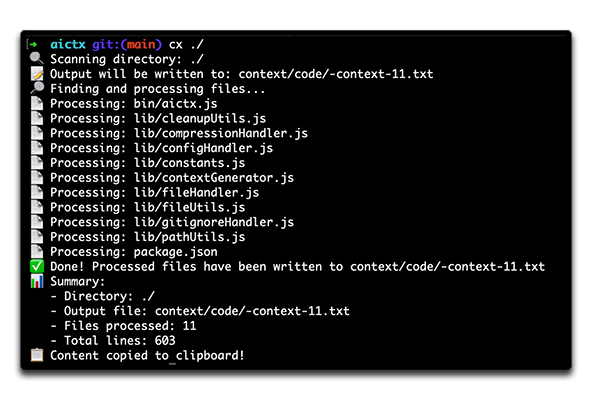 [➜ aictx git:(main) cx ./
🔍 Scanning directory: ./
📝 Output will be written to: context/code/-context-11.txt
🔎 Finding and processing files...
📄 Processing: bin/aictx.js
📄 Processing: lib/cleanupUtils.js
📄 Processing: lib/compressionHandler.js
📄 Processing: lib/configHandler.js
📄 Processing: lib/constants.js
📄 Processing: lib/contextGenerator.js
📄 Processing: lib/fileHandler.js
📄 Processing: lib/fileUtils.js
📄 Processing: lib/gitignoreHandler.js
📄 Processing: lib/pathUtils.js
📄 Processing: package.json
✅ Done! Processed files have been written to context/code/-context-11.txt
📊 Summary:
- Directory: ./
- Output file: context/code/-context-11.txt
- Files processed: 11
- Total lines: 603
📋 Content copied to clipboard!